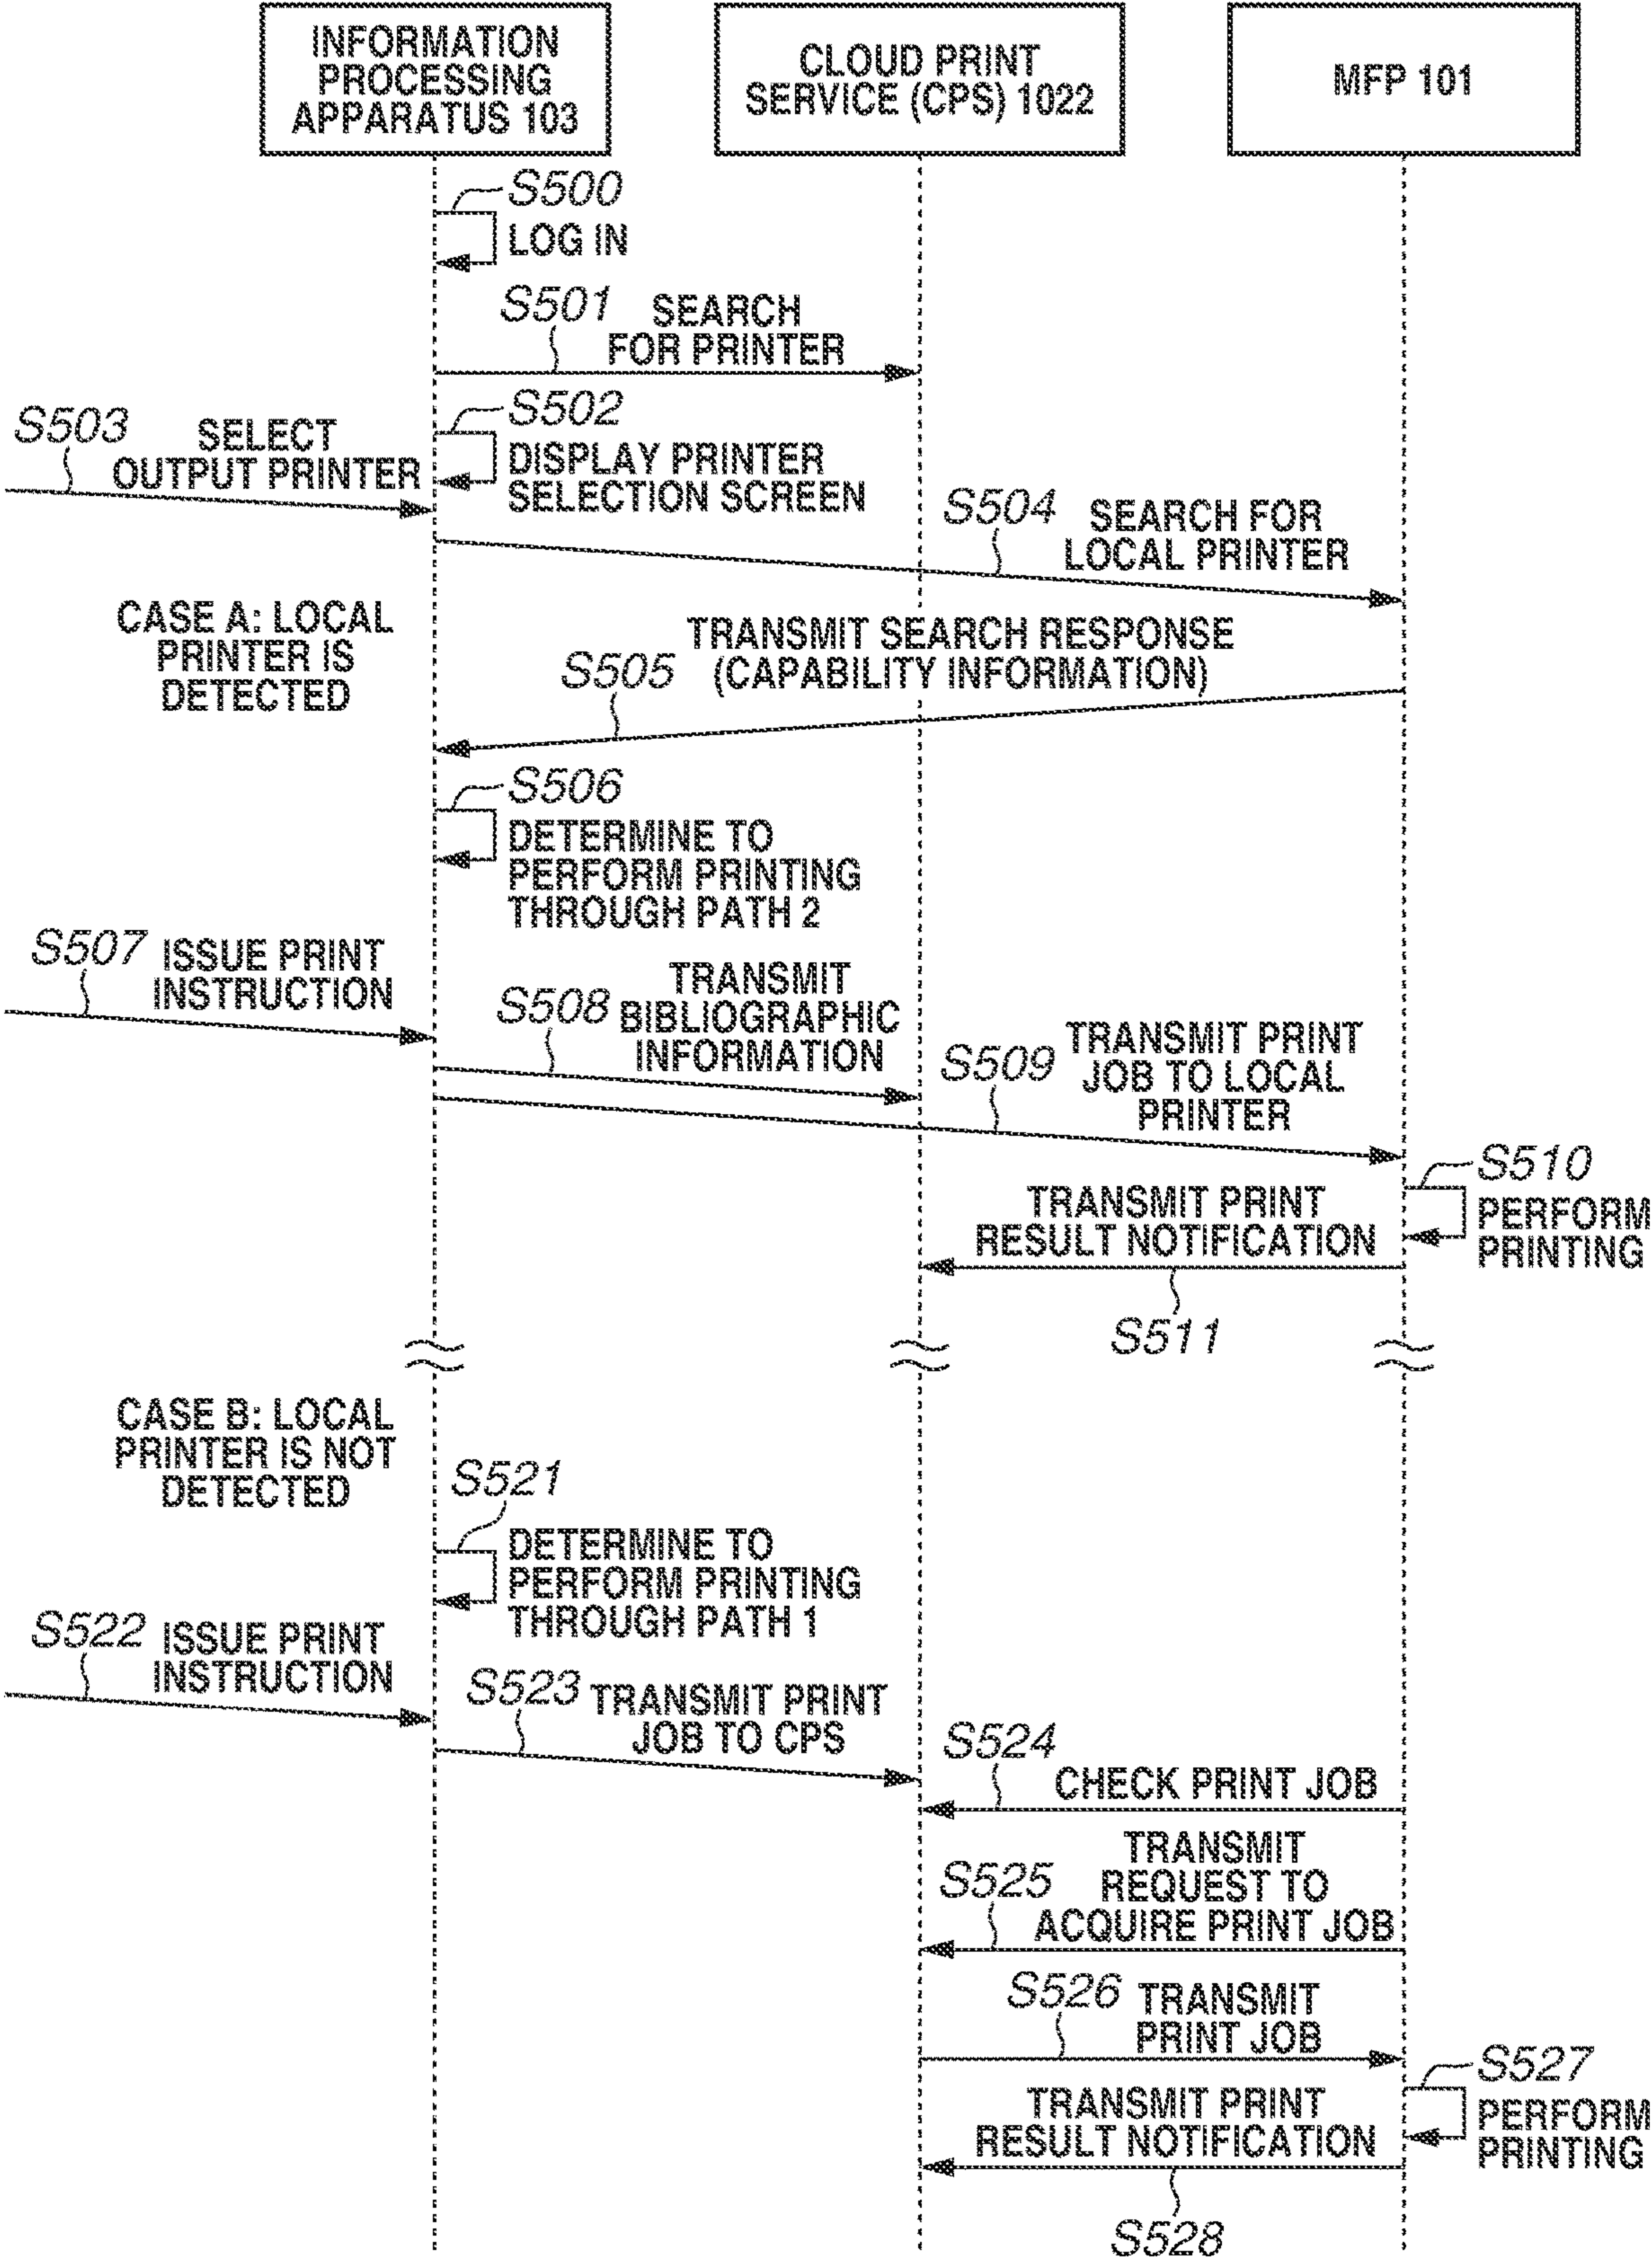 INFORMATION
PROCESSING
APPARATUS 103
CLOUD PRINT
SERVICE (CPS) 1022
MFP 101
S500
LOG IN
S501
SEARCH
FOR PRINTER
S502
DISPLAY PRINTER
SELECTION SCREEN
S503
SELECT
OUTPUT PRINTER
S504
SEARCH FOR
LOCAL PRINTER
CASE A: LOCAL
PRINTER IS
DETECTED
TRANSMIT SEARCH RESPONSE
(CAPABILITY INFORMATION)
S505
S506
DETERMINE TO
PERFORM PRINTING
THROUGH PATH 2
S507
ISSUE PRINT
INSTRUCTION
S508
TRANSMIT
BIBLIOGRAPHIC
INFORMATION
S509
TRANSMIT PRINT
JOB TO LOCAL
PRINTER
S510
PERFORM
PRINTING
TRANSMIT PRINT
RESULT NOTIFICATION
S511
CASE B: LOCAL
PRINTER IS NOT
DETECTED
S521
DETERMINE TO
PERFORM PRINTING
THROUGH PATH 1
S522
ISSUE PRINT
INSTRUCTION
S523
TRANSMIT PRINT
JOB TO CPS
S524
CHECK PRINT JOB
S525
TRANSMIT
REQUEST TO
ACQUIRE PRINT JOB
S526
TRANSMIT
PRINT JOB
S527
PERFORM
PRINTING
TRANSMIT PRINT
RESULT NOTIFICATION
S528